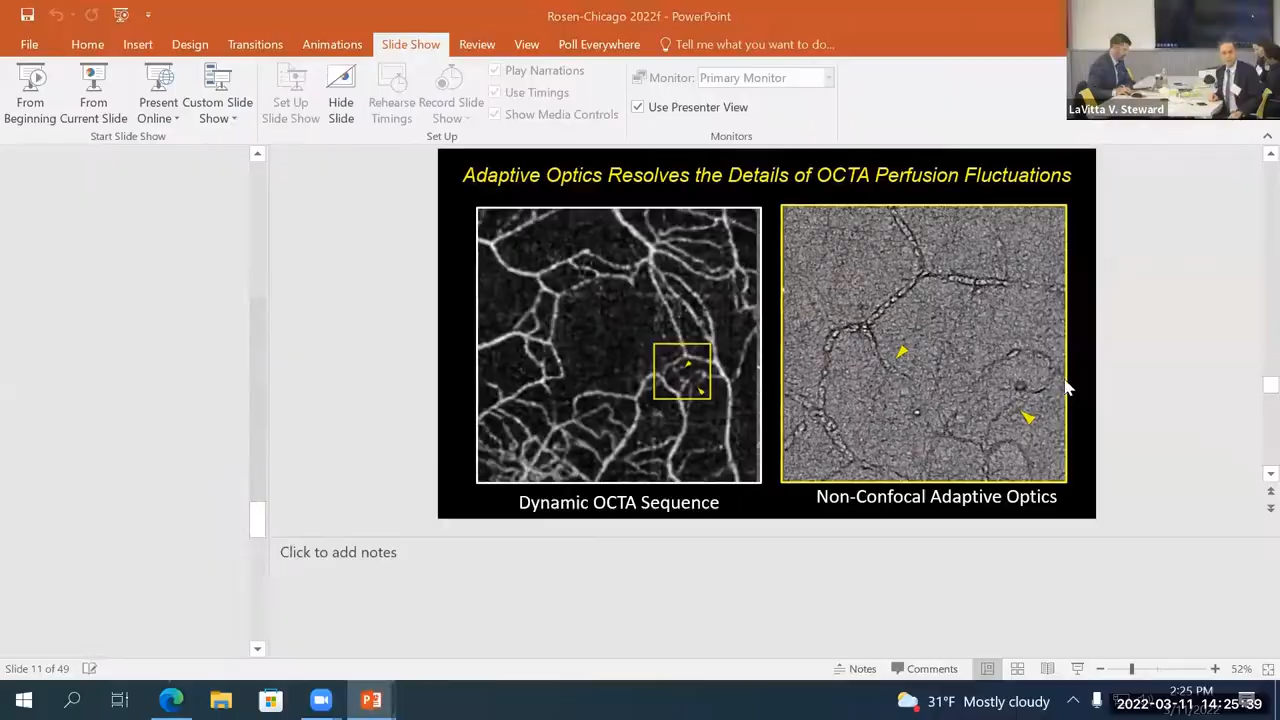 Rosen-Chicago 2022f - PowerPoint
File Home Insert Design Transitions Animations Slide Show Review View Poll Everywhere Tell me what you want to do...
From Beginning
From Current Slide
Present Online
Custom Slide Show
Start Slide Show
Set Up Slide Show
Hide Slide
Rehearse Timings
Record Slide Show
Play Narrations
Use Timings
Show Media Controls
Set Up
Monitor: Primary Monitor
Use Presenter View
Monitors
LaVitta V. Steward
Adaptive Optics Resolves the Details of OCTA Perfusion Fluctuations
Dynamic OCTA Sequence
Non-Confocal Adaptive Optics
Click to add notes
Slide 11 of 49
Notes
Comments
52%
31°F Mostly cloudy
2:25 PM
2022-03-11 14:25:39